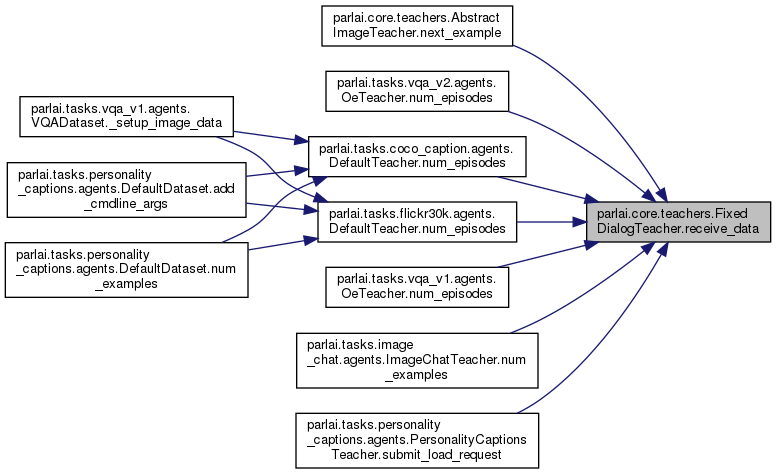 parlai.core.teachers.Abstract
ImageTeacher.next_example
parlai.tasks.vqa_v2.agents.
OeTeacher.num_episodes
parlai.tasks.vqa_v1.agents.
VQADataset._setup_image_data
parlai.tasks.coco_caption.agents.
DefaultTeacher.num_episodes
parlai.tasks.personality
_captions.agents.DefaultDataset.add
_cmdline_args
parlai.tasks.flickr30k.agents.
DefaultTeacher.num_episodes
parlai.core.teachers.Fixed
DialogTeacher.receive_data
parlai.tasks.personality
_captions.agents.DefaultDataset.num
_examples
parlai.tasks.vqa_v1.agents.
OeTeacher.num_episodes
parlai.tasks.image
_chat.agents.ImageChatTeacher.num
_examples
parlai.tasks.personality
_captions.agents.PersonalityCaptions
Teacher.submit_load_request